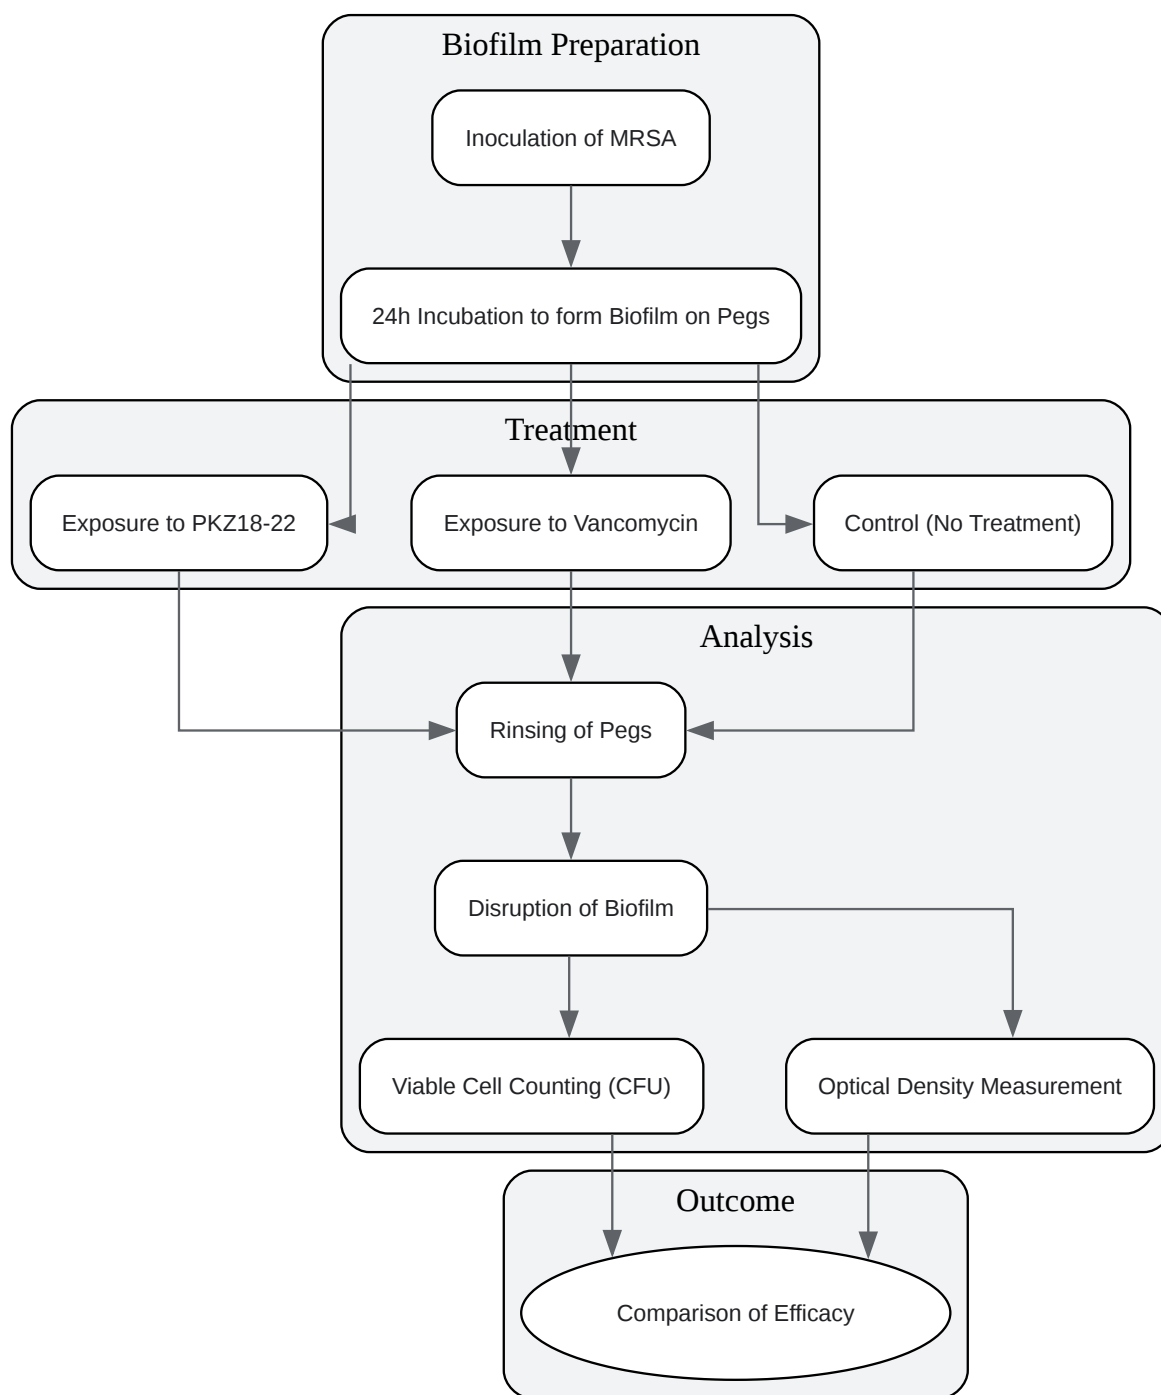 Biofilm Preparation
Inoculation of MRSA
24h Incubation to form Biofilm on Pegs
Treatment
Exposure to PKZ18-22
Exposure to Vancomycin
Control (No Treatment)
Analysis
Rinsing of Pegs
Disruption of Biofilm
Viable Cell Counting (CFU)
Optical Density Measurement
Outcome
Comparison of Efficacy